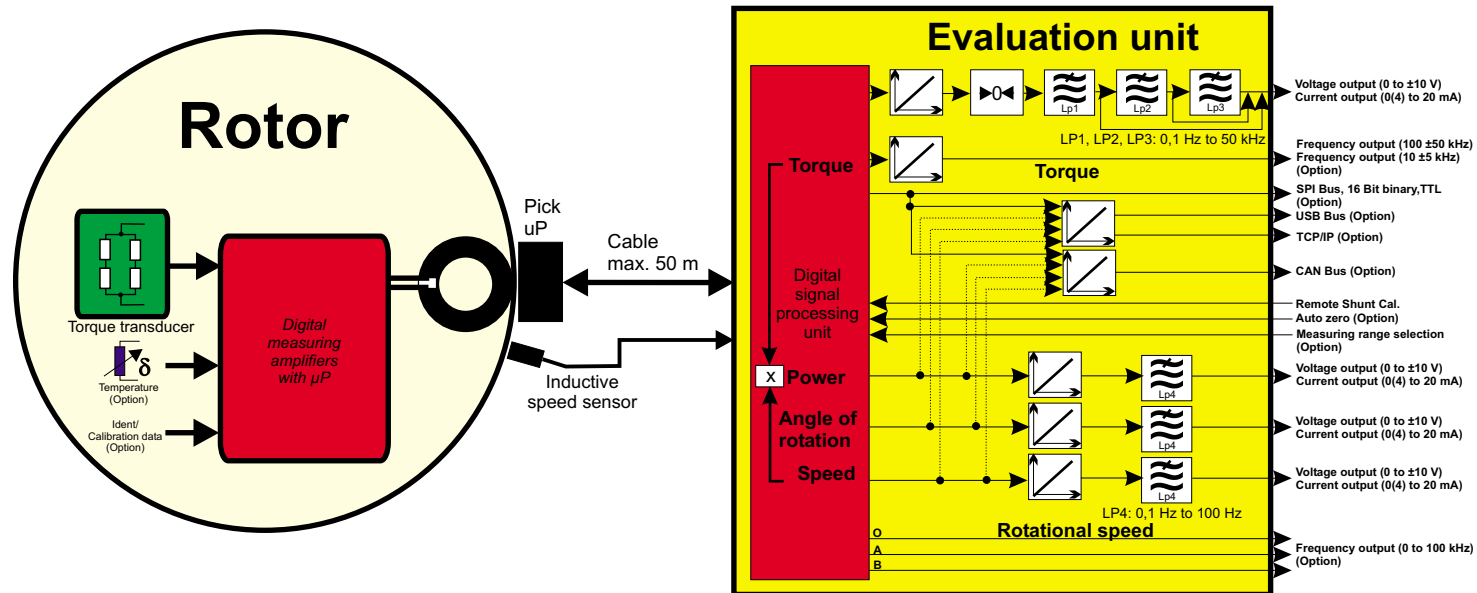 Rotor
Torque transducer
Temperature
(Option)
δ
Ident/
Calibration data
(Option)
Digital
measuring
amplifiers
with µP
Pick
uP
Cable
max. 50 m
Inductive
speed sensor
Evaluation unit
Torque
Digital
signal
processing
unit
X Power
Angle of
rotation
Speed
0
Lp1
Lp2
Lp3
LP1, LP2, LP3: 0,1 Hz to 50 kHz
Torque
Lp4
Lp4
Lp4
LP4: 0,1 Hz to 100 Hz
Rotational speed
O
A
B
Voltage output (0 to ±10 V)
Current output (0(4) to 20 mA)
Frequency output (100 ±50 kHz)
Frequency output (10 ±5 kHz)
(Option)
SPI Bus, 16 Bit binary,TTL
(Option)
USB Bus (Option)
TCP/IP (Option)
CAN Bus (Option)
Remote Shunt Cal.
Auto zero (Option)
Measuring range selection
(Option)
Voltage output (0 to ±10 V)
Current output (0(4) to 20 mA)
Voltage output (0 to ±10 V)
Current output (0(4) to 20 mA)
Voltage output (0 to ±10 V)
Current output (0(4) to 20 mA)
Frequency output (0 to 100 kHz)
(Option)